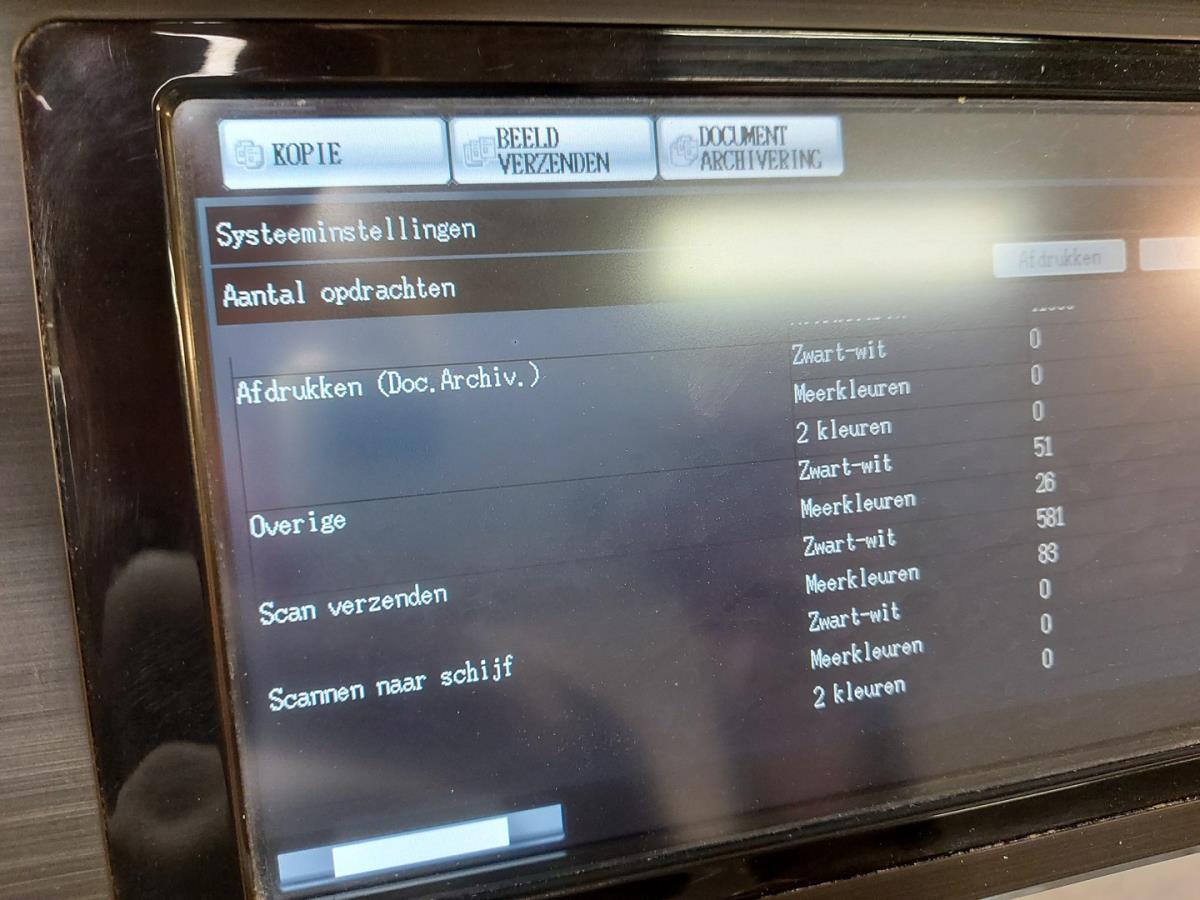 KOPIE
BEELD
VERZENDEN
DOCUMENT
ARCHIVERING
Systeeminstellingen
Afdrukken
Aantal opdrachten
Afdrukken (Doc.Archiv.) Zwart-wit 0
Meerkleuren 0
2 kleuren 0
Overige Zwart-wit 51
Meerkleuren 26
Scan verzenden Zwart-wit 581
Meerkleuren 83
Scannen naar schijf Zwart-wit 0
Meerkleuren 0
2 kleuren 0